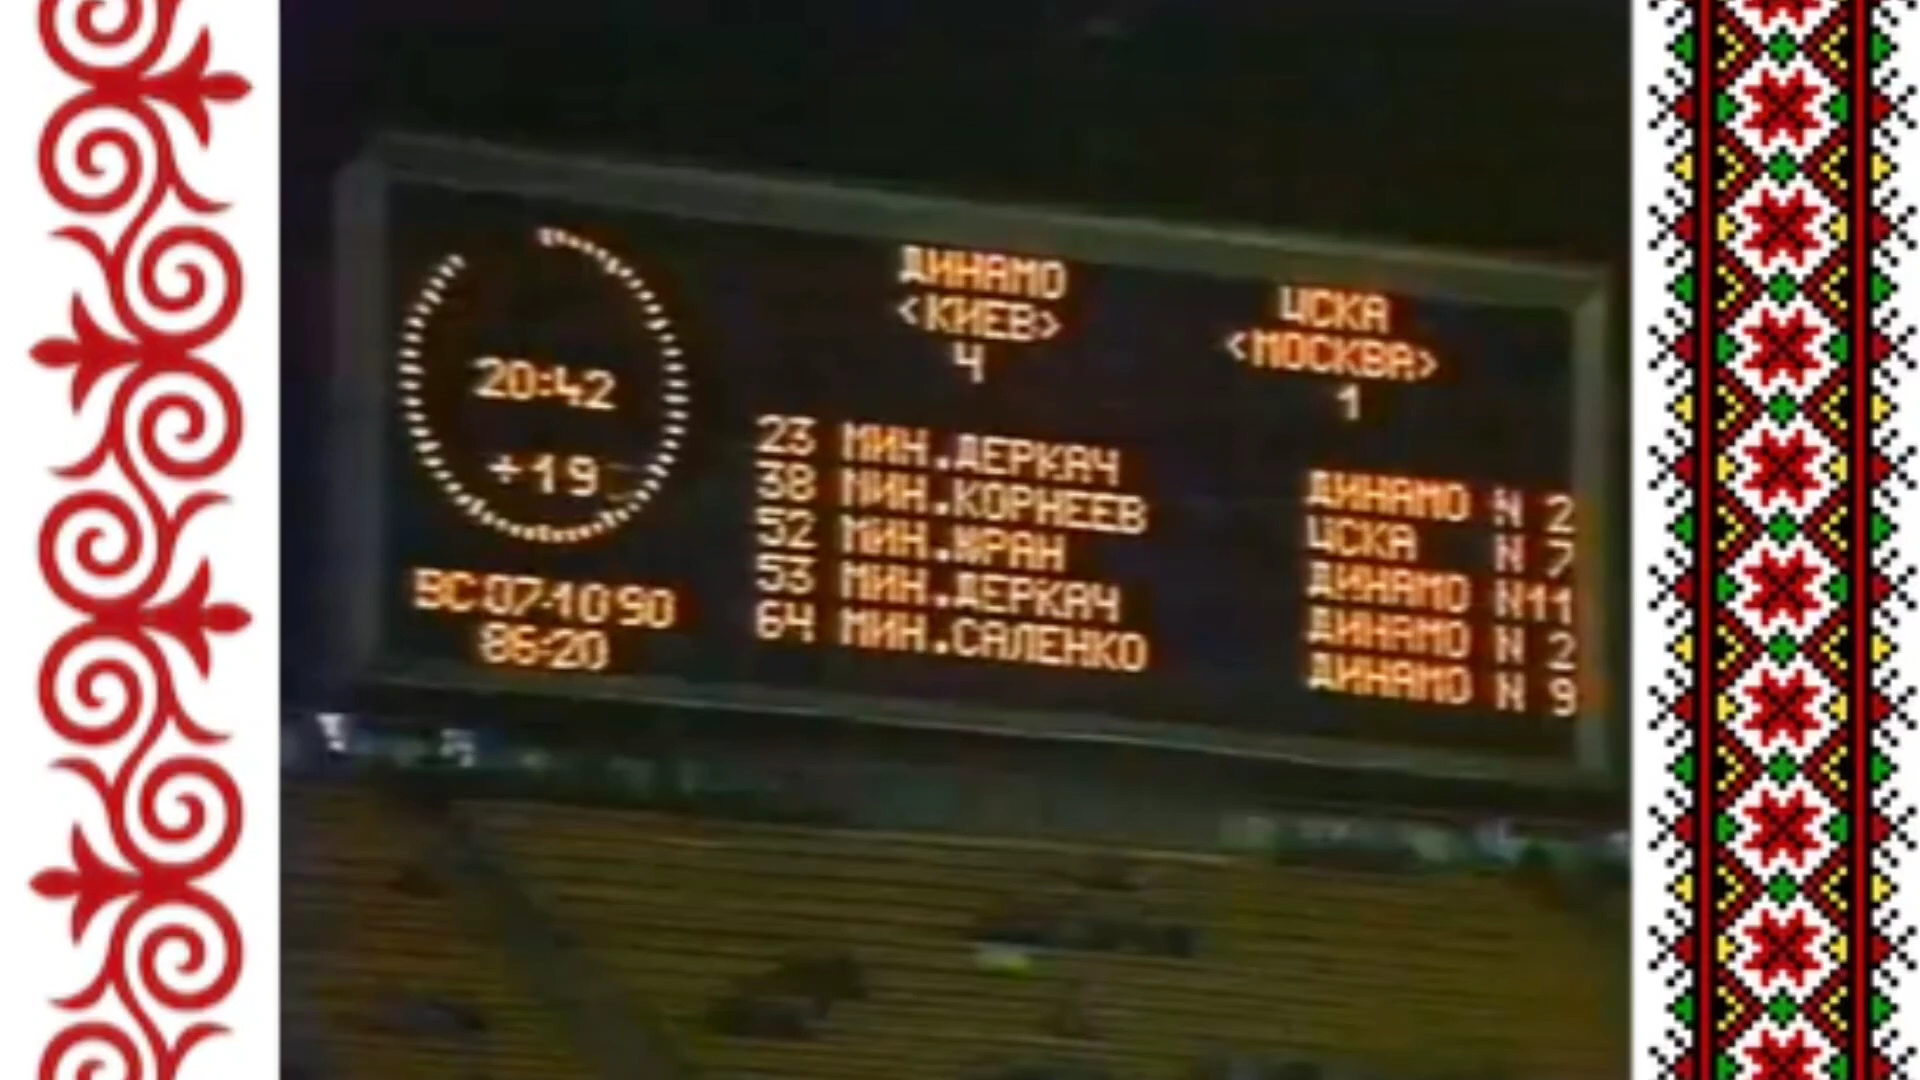 20:42
+19
ВС 07-10 90
86:20
ДИНАМО
<КИЕВ>
4
ЦСКА
<МОСКВА>
1
23 МИН.ДЕРКАЧ ДИНАМО N 2
38 МИН.КОРНЕЕВ ЦСКА N 7
52 МИН.ЮРАН ДИНАМО N11
53 МИН.ДЕРКАЧ ДИНАМО N 2
64 МИН.САЛЕНКО ДИНАМО N 9